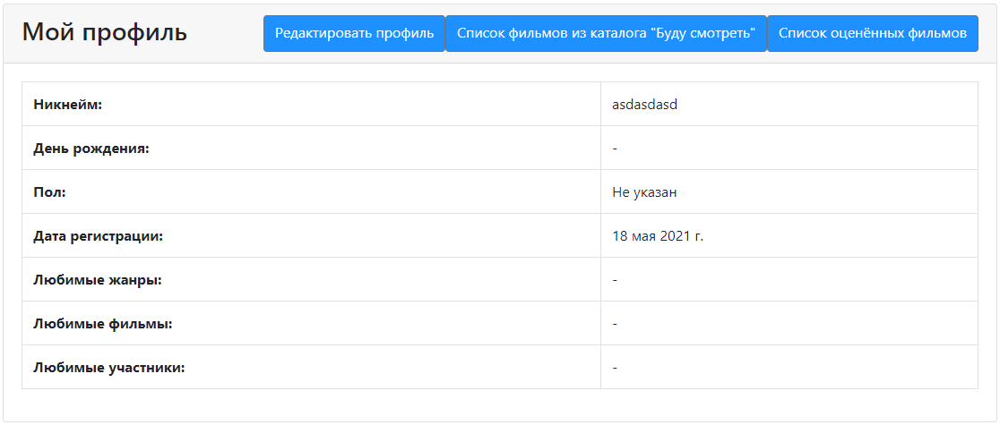 Мой профиль
Редактировать профиль Список фильмов из каталога "Буду смотреть" Список оценённых фильмов
Никнейм: asdasdasd
День рождения: -
Пол: Не указан
Дата регистрации: 18 мая 2021 г.
Любимые жанры: -
Любимые фильмы: -
Любимые участники: -